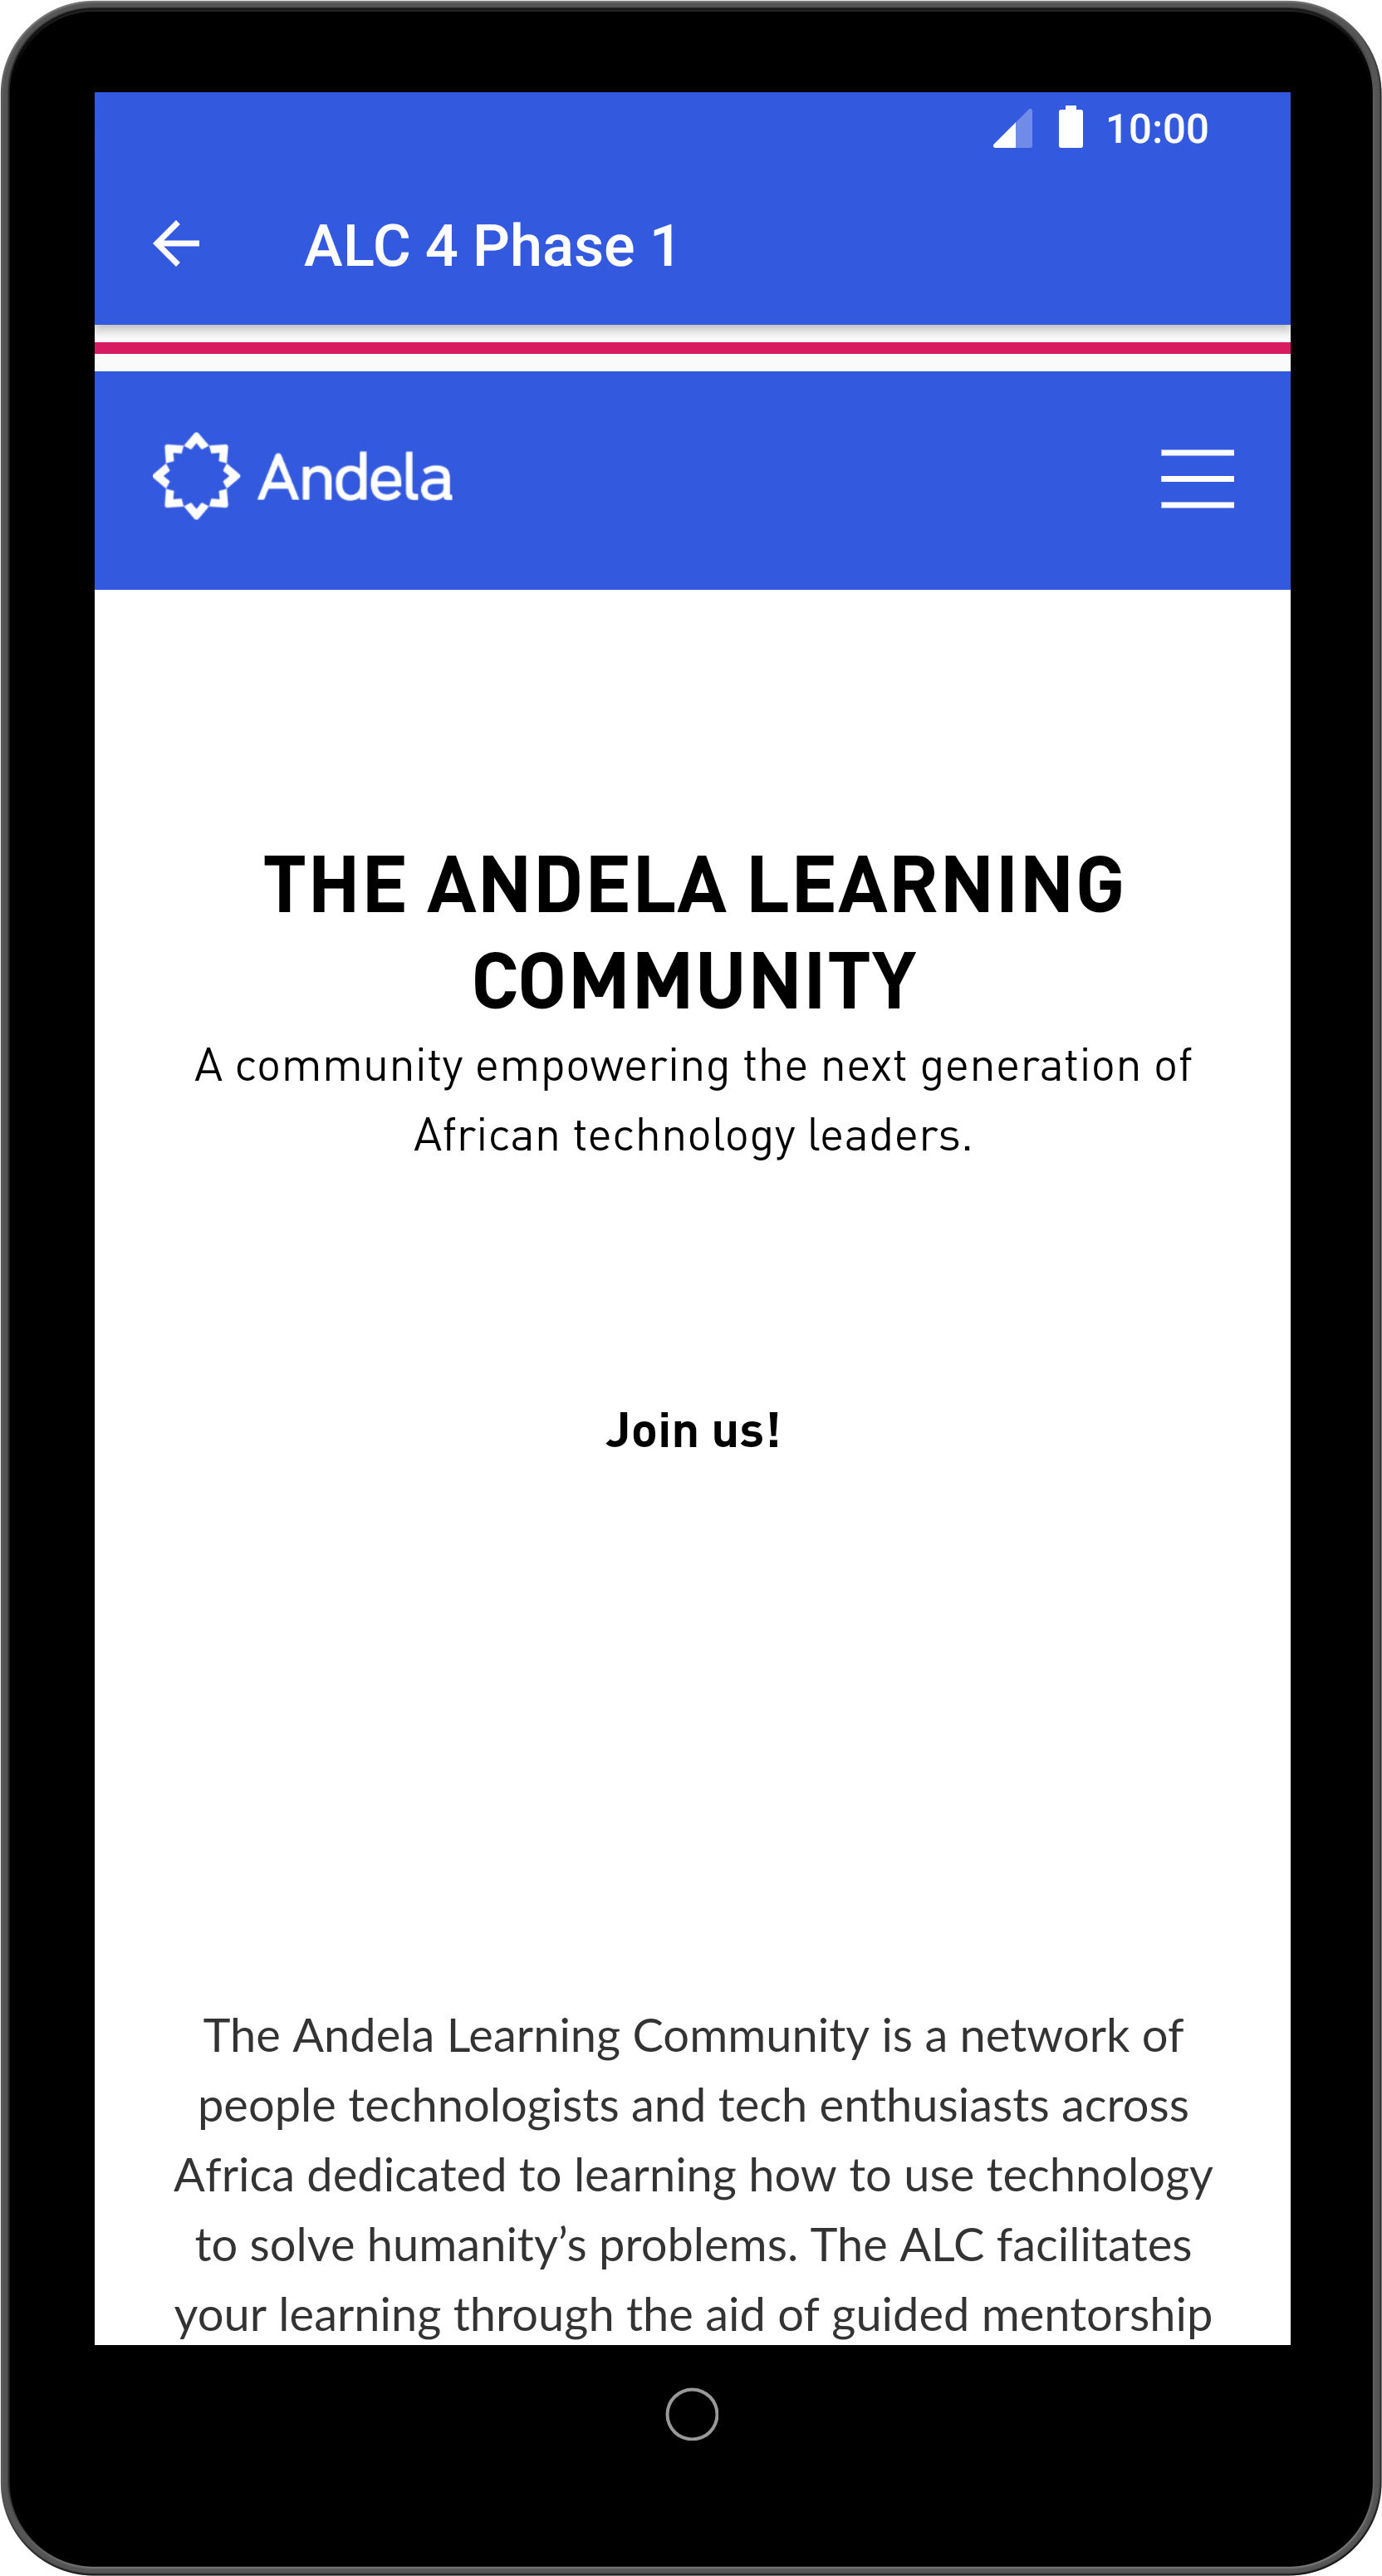 10:00
ALC 4 Phase 1
Andela
THE ANDELA LEARNING
COMMUNITY
A community empowering the next generation of
African technology leaders.
Join us!
The Andela Learning Community is a network of
people technologists and tech enthusiasts across
Africa dedicated to learning how to use technology
to solve humanity’s problems. The ALC facilitates
your learning through the aid of guided mentorship